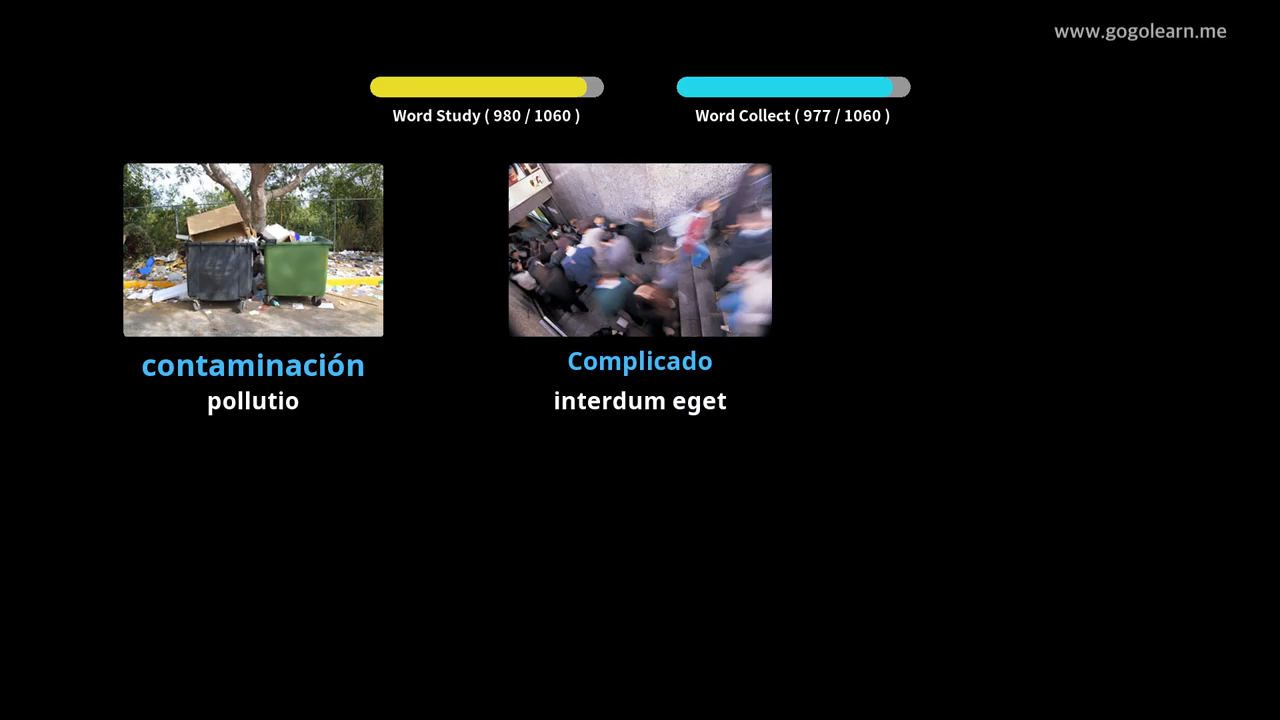 www.gogolearn.me
Word Study ( 980 / 1060 )
Word Collect ( 977 / 1060 )
contaminación
pollutio
Complicado
interdum eget